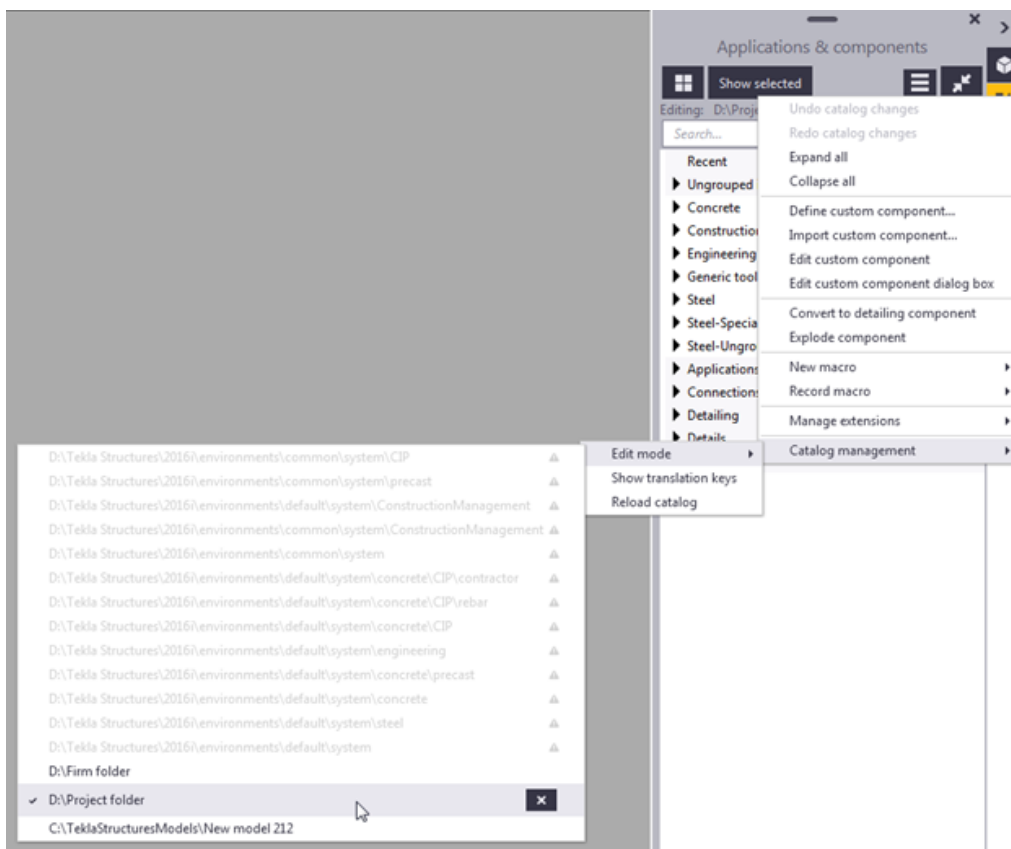 Applications & components
Show selected
Editing: D:\Proje
Search...
Recent
Ungrouped
Concrete
Construction
Engineering
Generic tool
Steel
Steel-Specia
Steel-Ungro
Applications
Connections
Detailing
Details
Undo catalog changes
Redo catalog changes
Expand all
Collapse all
Define custom component...
Import custom component...
Edit custom component
Edit custom component dialog box
Convert to detailing component
Explode component
New macro
Record macro
Manage extensions
Catalog management
Edit mode
Show translation keys
Reload catalog
D:\Tekla Structures\2016i\environments\common\system\CIP
D:\Tekla Structures\2016i\environments\common\system\precast
D:\Tekla Structures\2016i\environments\default\system\ConstructionManagement
D:\Tekla Structures\2016i\environments\common\system\ConstructionManagement
D:\Tekla Structures\2016i\environments\common\system
D:\Tekla Structures\2016i\environments\default\system\concrete\CIP\contractor
D:\Tekla Structures\2016i\environments\default\system\concrete\CIP\rebar
D:\Tekla Structures\2016i\environments\default\system\concrete\CIP
D:\Tekla Structures\2016i\environments\default\system\engineering
D:\Tekla Structures\2016i\environments\default\system\concrete\precast
D:\Tekla Structures\2016i\environments\default\system\concrete
D:\Tekla Structures\2016i\environments\default\system\steel
D:\Tekla Structures\2016i\environments\default\system
D:\Firm folder
D:\Project folder
C:\TeklaStructuresModels\New model 212